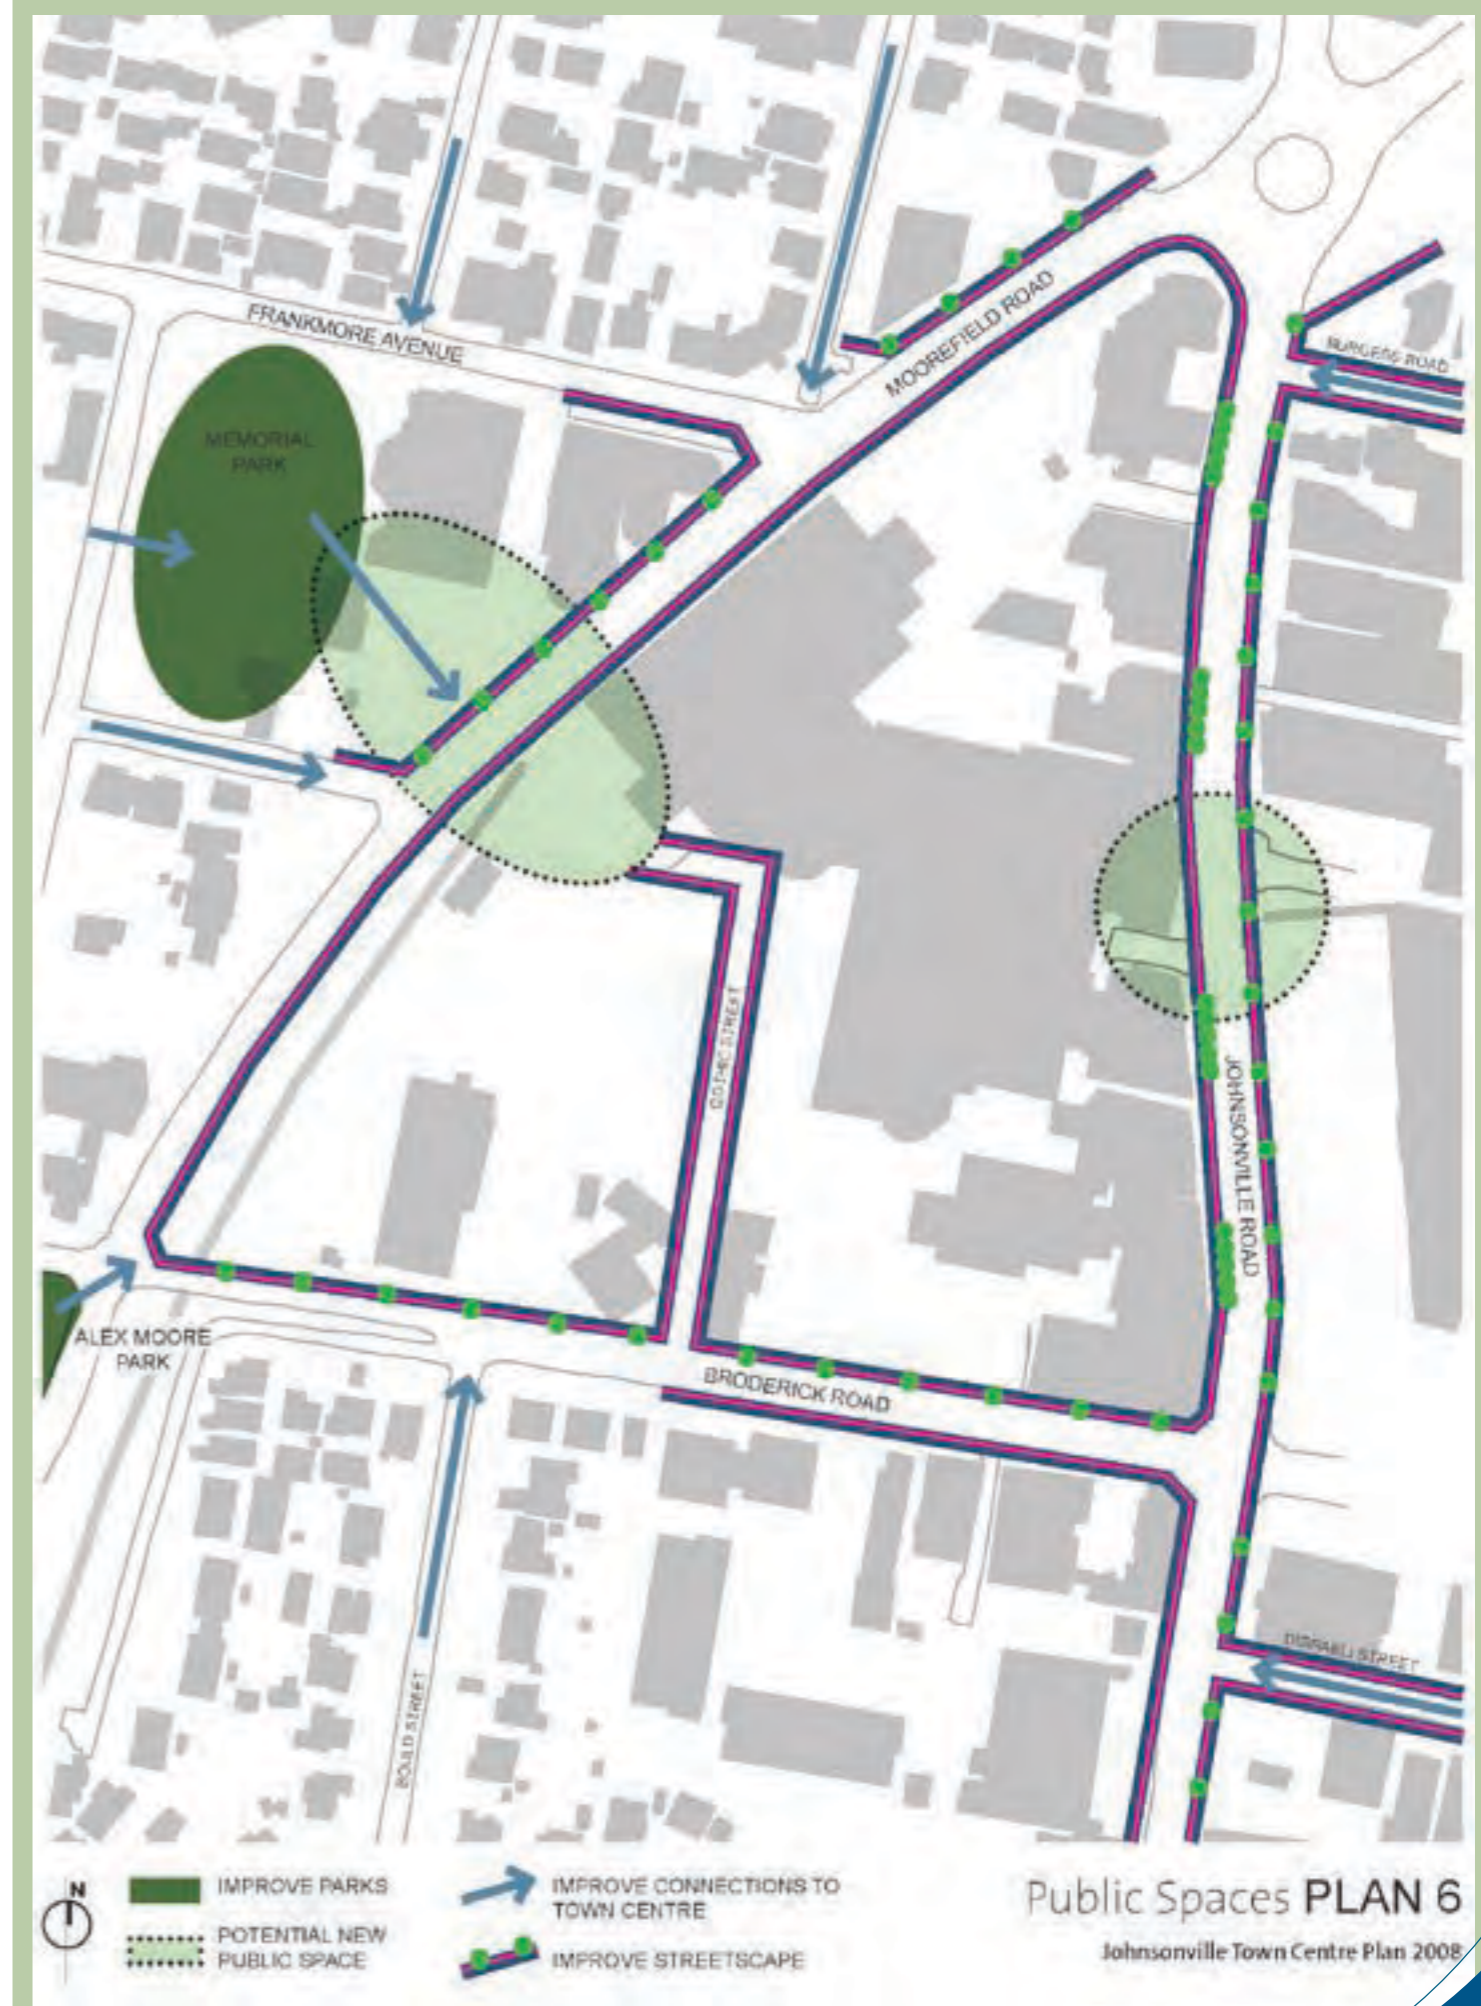 FRANKMORE AVENUE
MOOREFIELD ROAD
BURGESS ROAD
MEMORIAL
PARK
JOHNSONVILLE ROAD
ALEX MOORE
PARK
BRODERICK ROAD
DISRAELI STREET
BOULD STREET
N
IMPROVE PARKS
POTENTIAL NEW
PUBLIC SPACE
IMPROVE CONNECTIONS TO
TOWN CENTRE
IMPROVE STREETSCAPE
Public Spaces PLAN 6
Johnsonville Town Centre Plan 2008